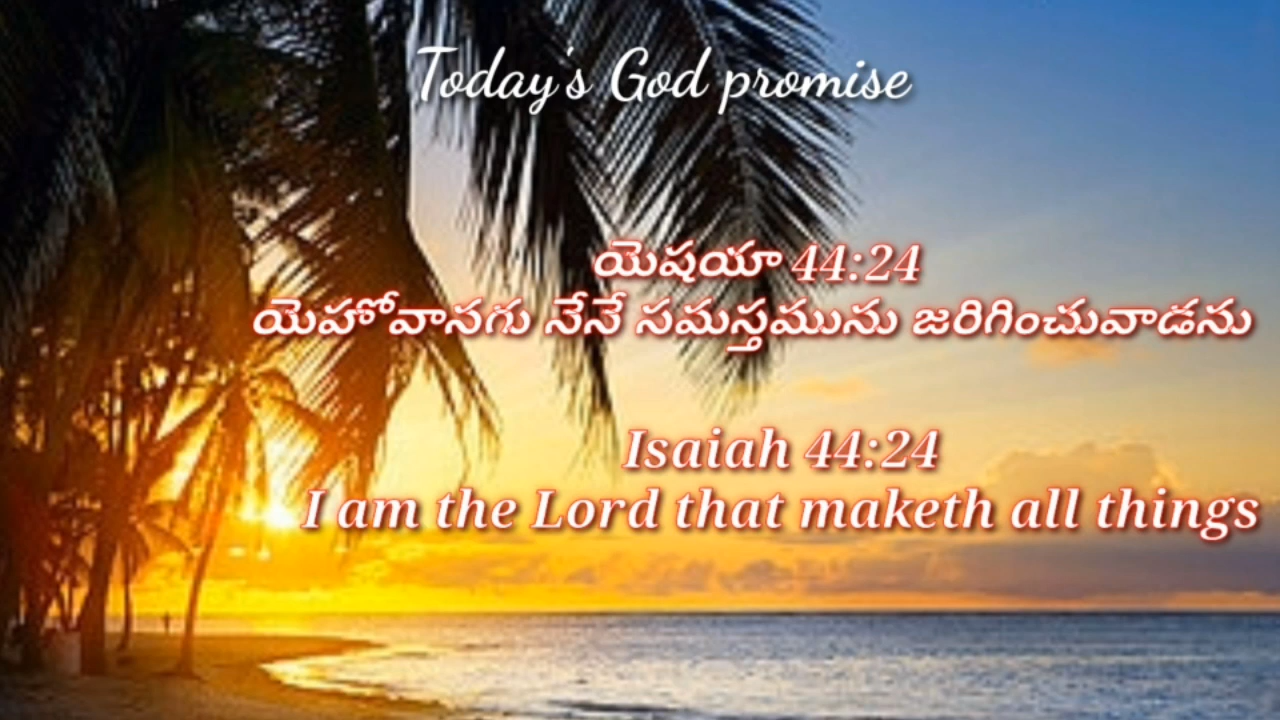 Today's God promise
యెషయా 44:24
యెహోవానగు నేనే సమస్తమును జరిగించువాడను
Isaiah 44:24
I am the Lord that maketh all things